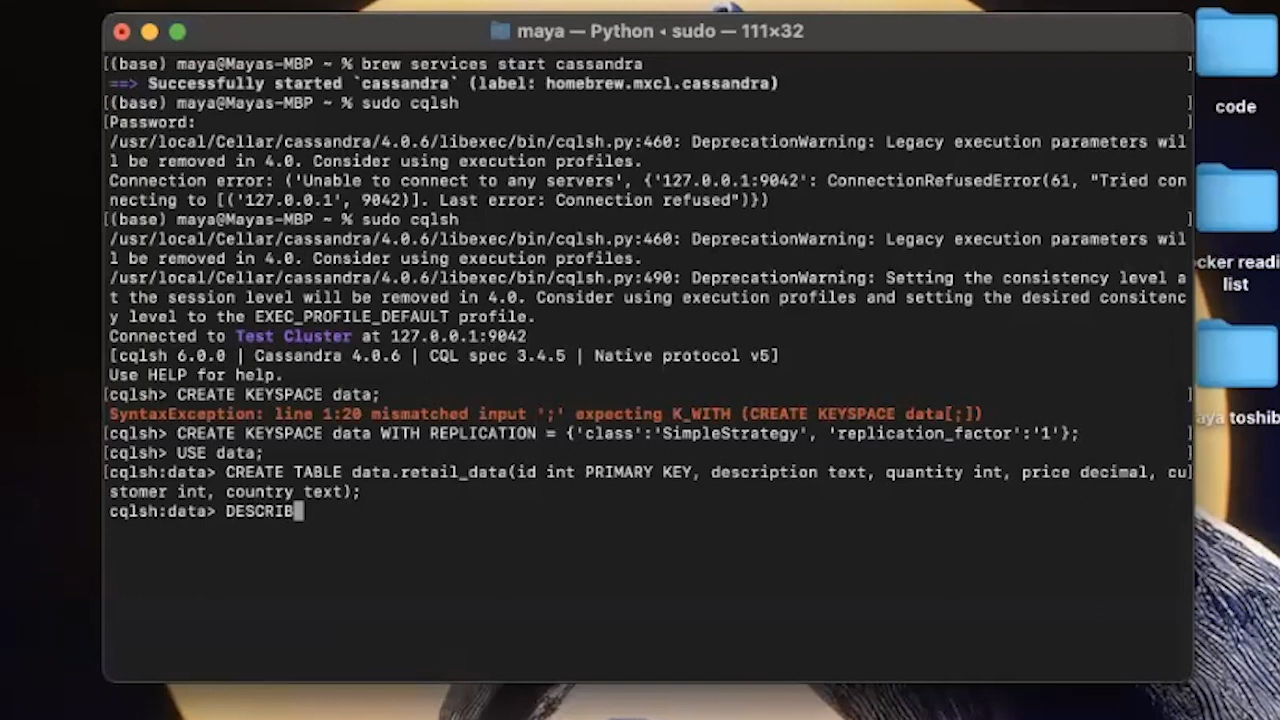 maya — Python ◂ sudo — 111×32
[(base) maya@Mayas-MBP ~ % brew services start cassandra ]
==> Successfully started `cassandra` (label: homebrew.mxcl.cassandra)
[(base) maya@Mayas-MBP ~ % sudo cqlsh ]
[Password: ]
/usr/local/Cellar/cassandra/4.0.6/libexec/bin/cqlsh.py:460: DeprecationWarning: Legacy execution parameters wil
l be removed in 4.0. Consider using execution profiles.
Connection error: ('Unable to connect to any servers', {'127.0.0.1:9042': ConnectionRefusedError(61, "Tried con
necting to [('127.0.0.1', 9042)]. Last error: Connection refused")})
[(base) maya@Mayas-MBP ~ % sudo cqlsh ]
/usr/local/Cellar/cassandra/4.0.6/libexec/bin/cqlsh.py:460: DeprecationWarning: Legacy execution parameters wil
l be removed in 4.0. Consider using execution profiles.
/usr/local/Cellar/cassandra/4.0.6/libexec/bin/cqlsh.py:490: DeprecationWarning: Setting the consistency level a
t the session level will be removed in 4.0. Consider using execution profiles and setting the desired consitenc
y level to the EXEC_PROFILE_DEFAULT profile.
Connected to Test Cluster at 127.0.0.1:9042
[cqlsh 6.0.0 | Cassandra 4.0.6 | CQL spec 3.4.5 | Native protocol v5]
Use HELP for help.
[cqlsh> CREATE KEYSPACE data; ]
SyntaxException: line 1:20 mismatched input ';' expecting K_WITH (CREATE KEYSPACE data[;])
[cqlsh> CREATE KEYSPACE data WITH REPLICATION = {'class':'SimpleStrategy', 'replication_factor':'1'}; ]
[cqlsh> USE data; ]
[cqlsh:data> CREATE TABLE data.retail_data(id int PRIMARY KEY, description text, quantity int, price decimal, cu]
stomer int, country text);
cqlsh:data> DESCRIB
code
cker readi
list
aya toshib